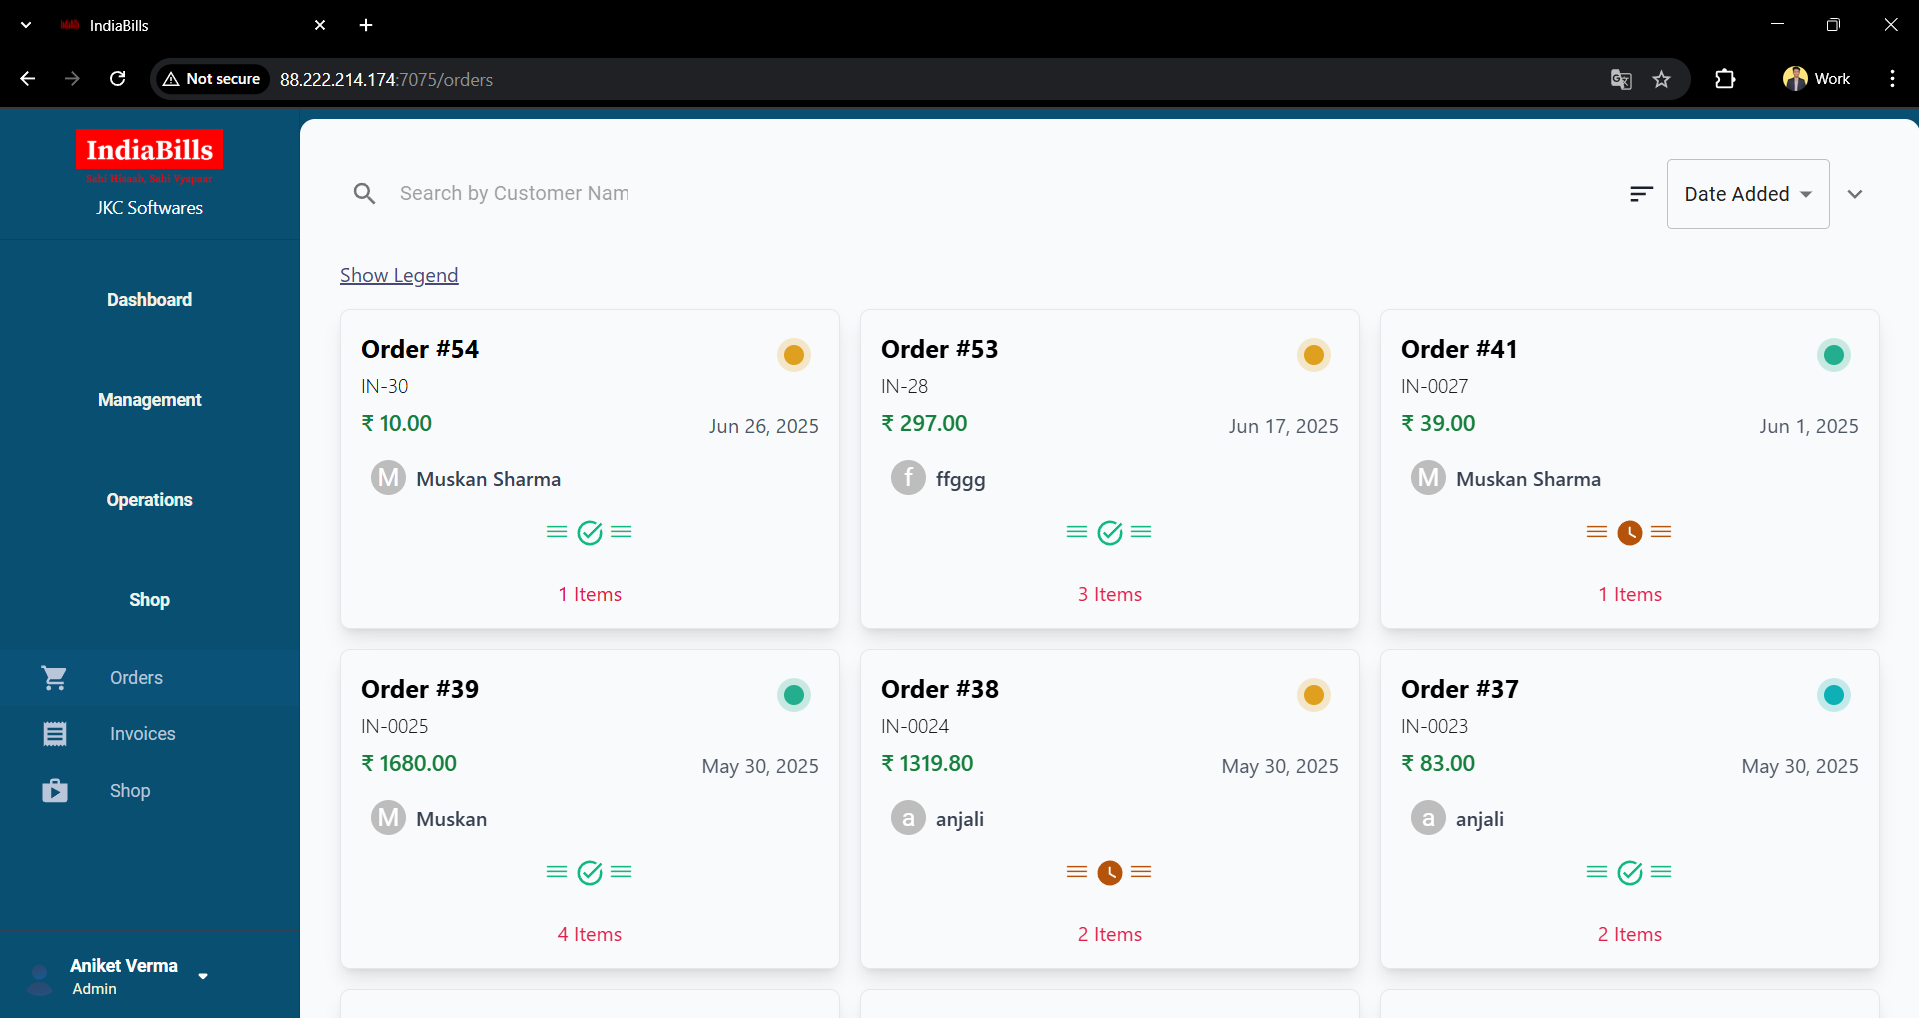 IndiaBills
Not secure
88.222.214.174:7075/orders
Work
IndiaBills
Sahi Hisaab, Sahi Vyapaar
JKC Softwares
Dashboard
Management
Operations
Shop
Orders
Invoices
Shop
Aniket Verma
Admin
Search by Customer Nam
Date Added
Show Legend
Order #54
IN-30
₹ 10.00
Jun 26, 2025
M Muskan Sharma
1 Items
Order #53
IN-28
₹ 297.00
Jun 17, 2025
f ffggg
3 Items
Order #41
IN-0027
₹ 39.00
Jun 1, 2025
M Muskan Sharma
1 Items
Order #39
IN-0025
₹ 1680.00
May 30, 2025
M Muskan
4 Items
Order #38
IN-0024
₹ 1319.80
May 30, 2025
a anjali
2 Items
Order #37
IN-0023
₹ 83.00
May 30, 2025
a anjali
2 Items